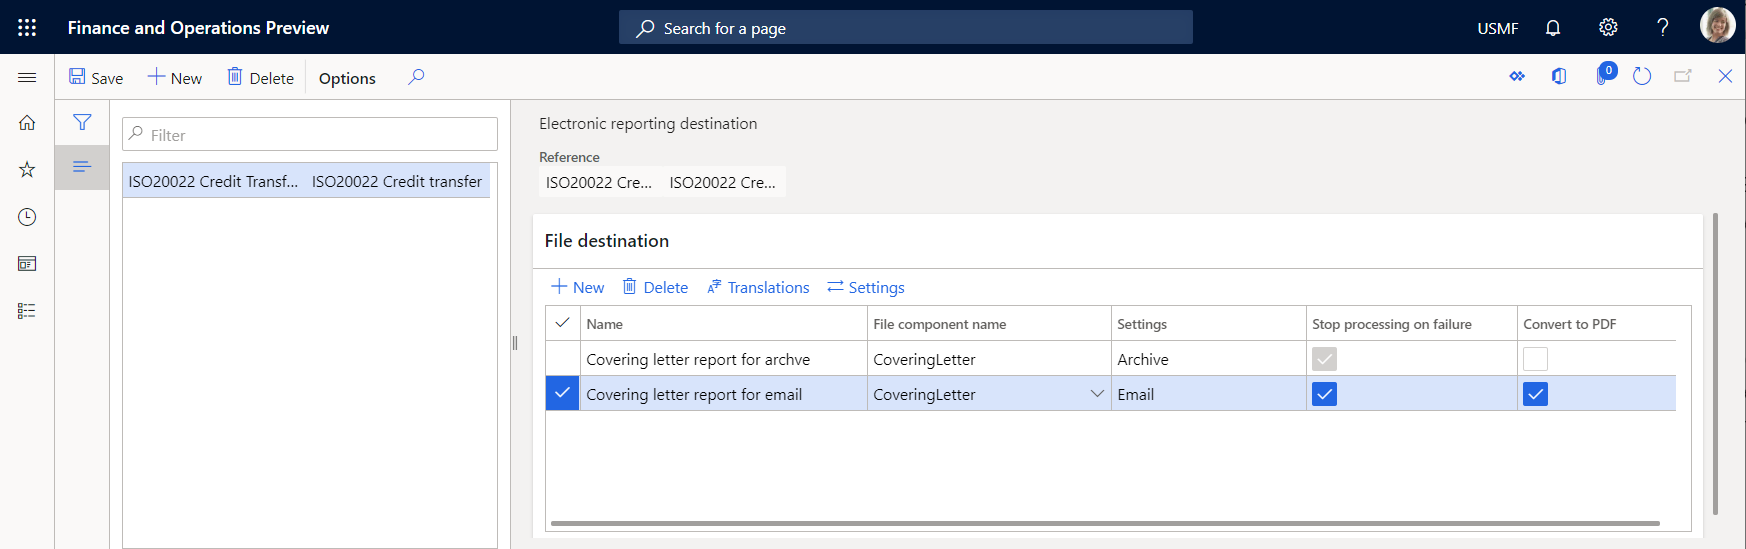 Finance and Operations Preview
Search for a page
USMF
Save
New
Delete
Options
0
Filter
ISO20022 Credit Transf... ISO20022 Credit transfer
Electronic reporting destination
Reference
ISO20022 Cre... ISO20022 Cre...
File destination
New
Delete
Translations
Settings
Name File component name Settings Stop processing on failure Convert to PDF
Covering letter report for archve CoveringLetter Archive
Covering letter report for email CoveringLetter Email